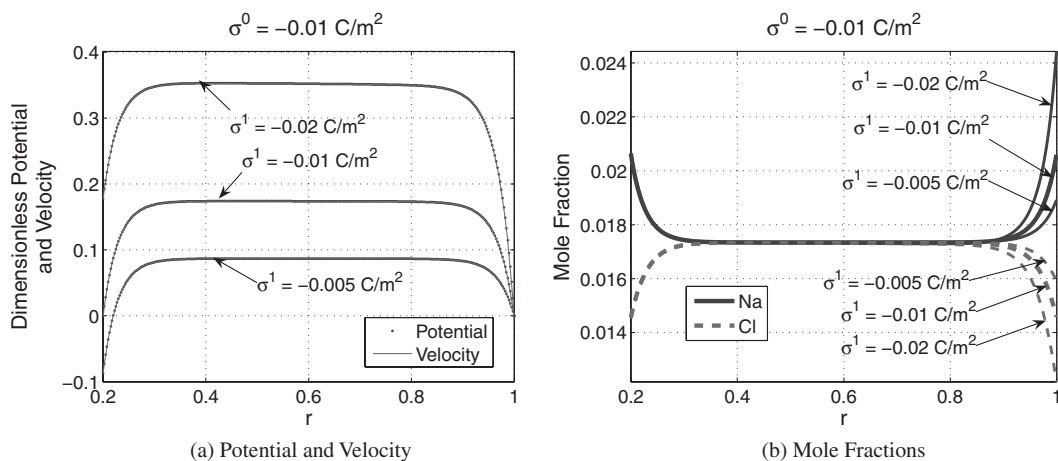 σ⁰ = −0.01 C/m²
0.4
0.3
0.2
0.1
0
−0.1
Dimensionless Potential
and Velocity
σ¹ = −0.02 C/m²
σ¹ = −0.01 C/m²
σ¹ = −0.005 C/m²
Potential
Velocity
0.2 0.4 0.6 0.8 1
r
(a) Potential and Velocity
σ⁰ = −0.01 C/m²
0.024
0.022
0.02
0.018
0.016
0.014
Mole Fraction
σ¹ = −0.02 C/m²
σ¹ = −0.01 C/m²
σ¹ = −0.005 C/m²
Na
Cl
σ¹ = −0.005 C/m²
σ¹ = −0.01 C/m²
σ¹ = −0.02 C/m²
0.2 0.4 0.6 0.8 1
r
(b) Mole Fractions